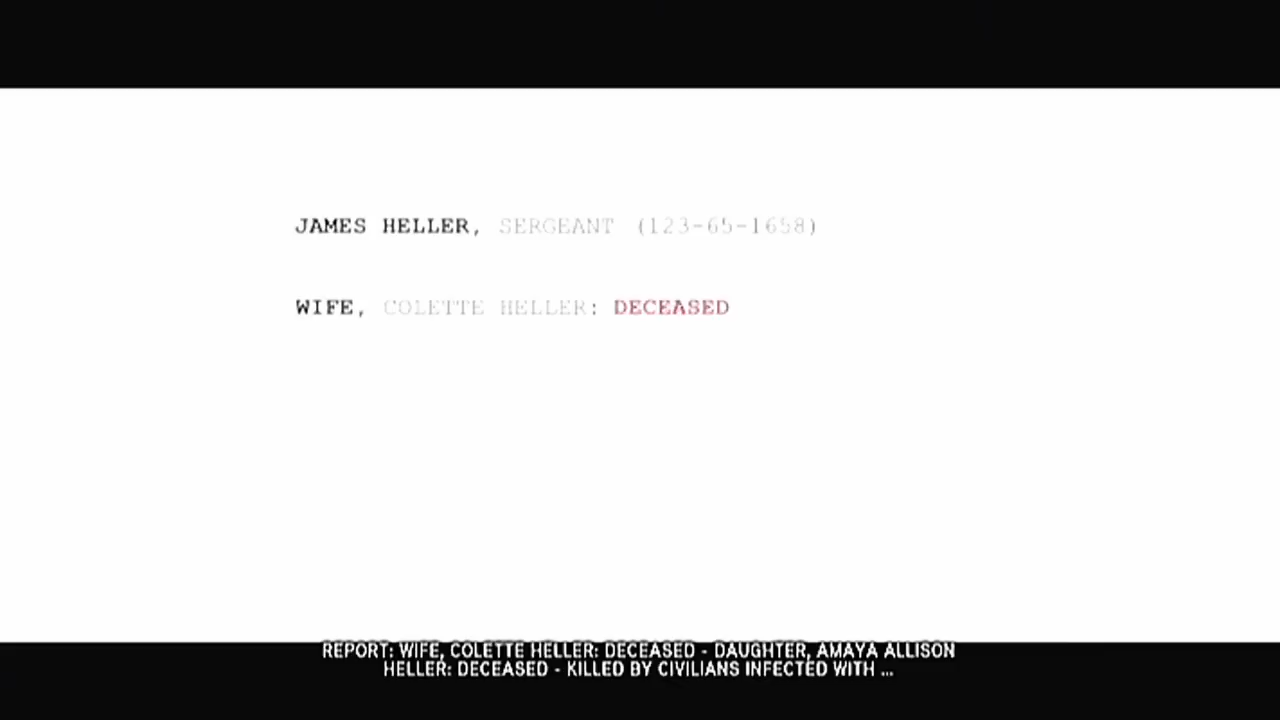 JAMES HELLER, SERGEANT (123-65-1658)
WIFE, COLETTE HELLER: DECEASED
REPORT: WIFE, COLETTE HELLER: DECEASED - DAUGHTER, AMAYA ALLISON
HELLER: DECEASED - KILLED BY CIVILIANS INFECTED WITH ...